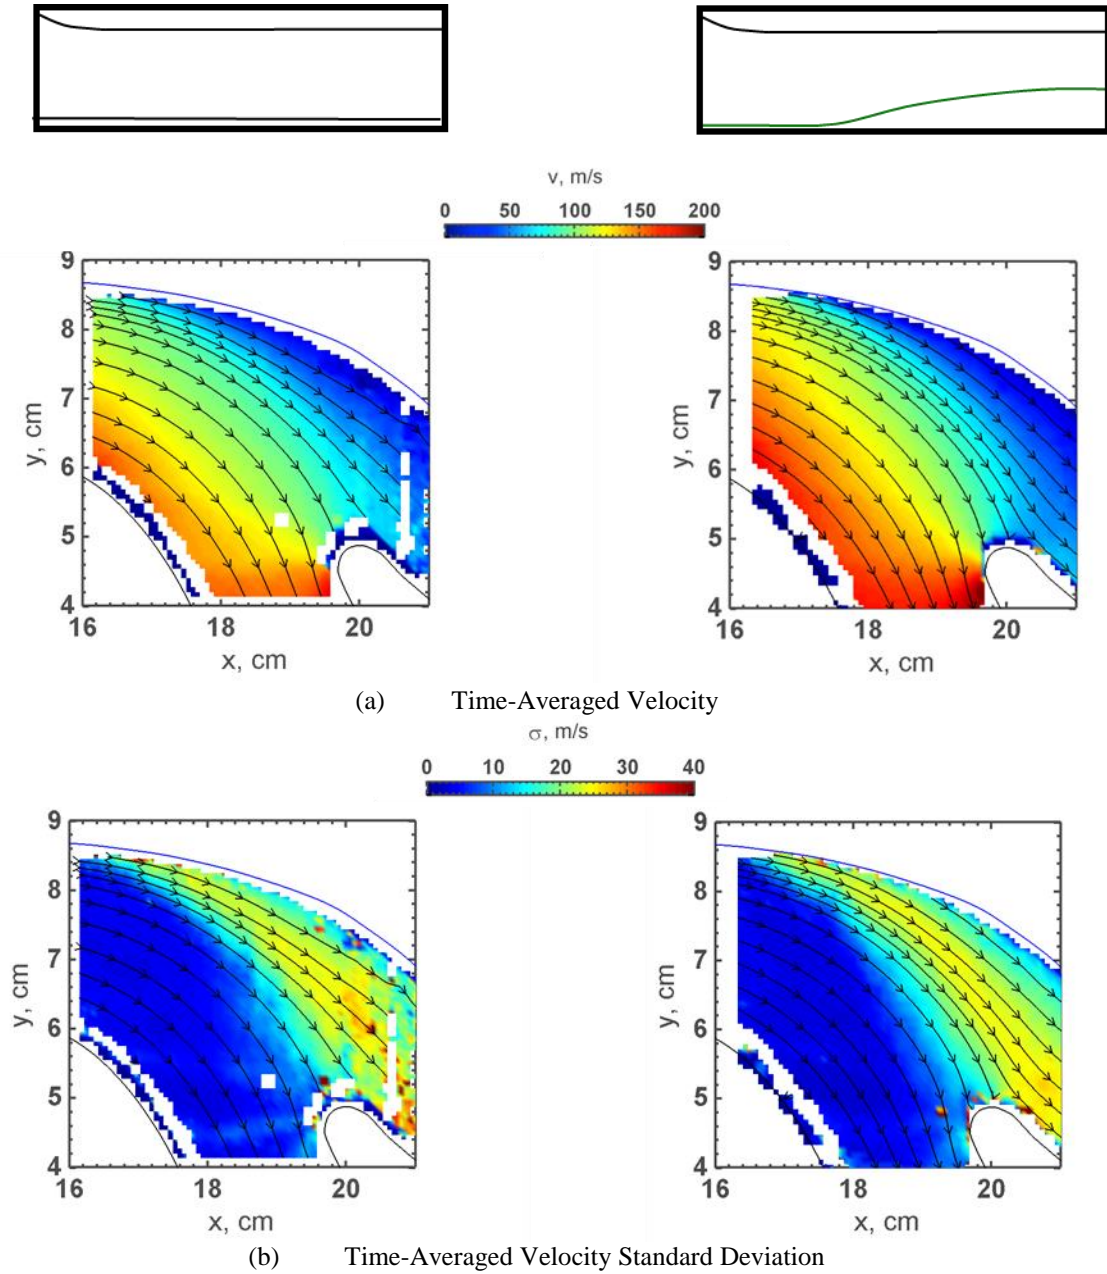 v, m/s
0 50 100 150 200
9 9
8 8
7 7
y, cm y, cm
6 6
5 5
4 4
16 18 20 16 18 20
x, cm x, cm
(a) Time-Averaged Velocity
σ, m/s
0 10 20 30 40
9 9
8 8
7 7
y, cm y, cm
6 6
5 5
4 4
16 18 20 16 18 20
x, cm x, cm
(b) Time-Averaged Velocity Standard Deviation